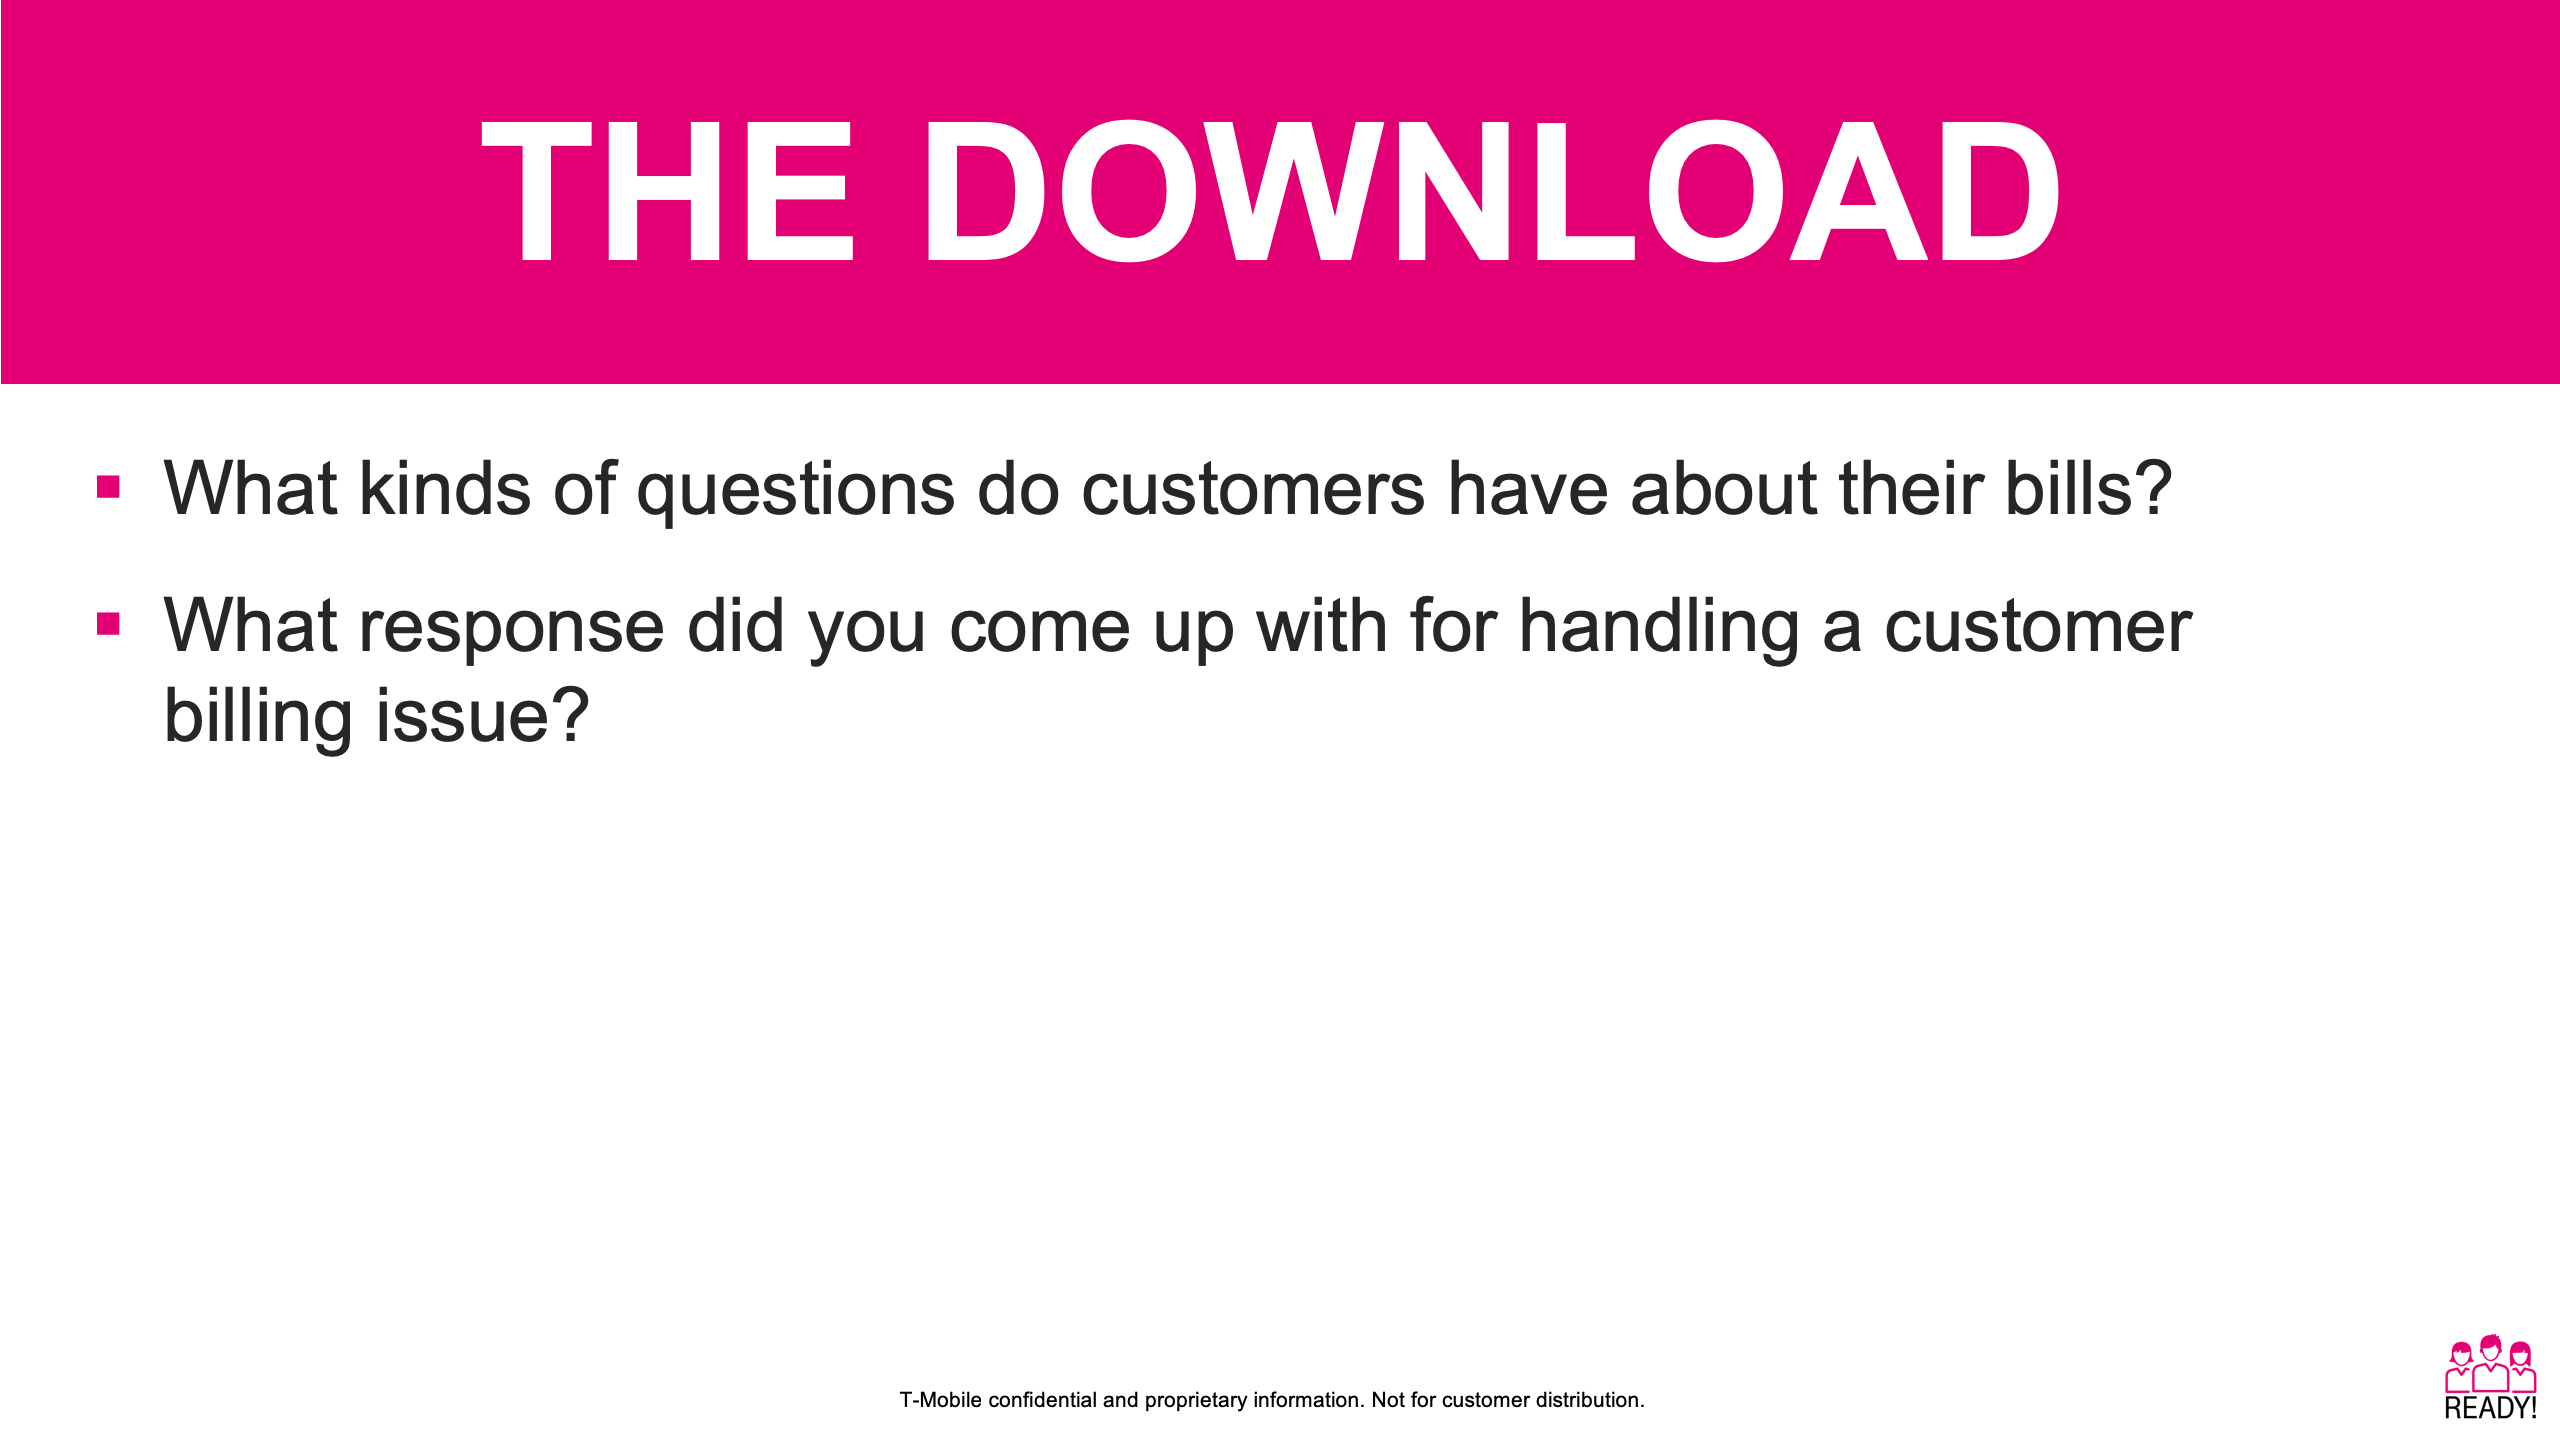 THE DOWNLOAD
What kinds of questions do customers have about their bills?
What response did you come up with for handling a customer
billing issue?
T-Mobile confidential and proprietary information. Not for customer distribution.
READY!